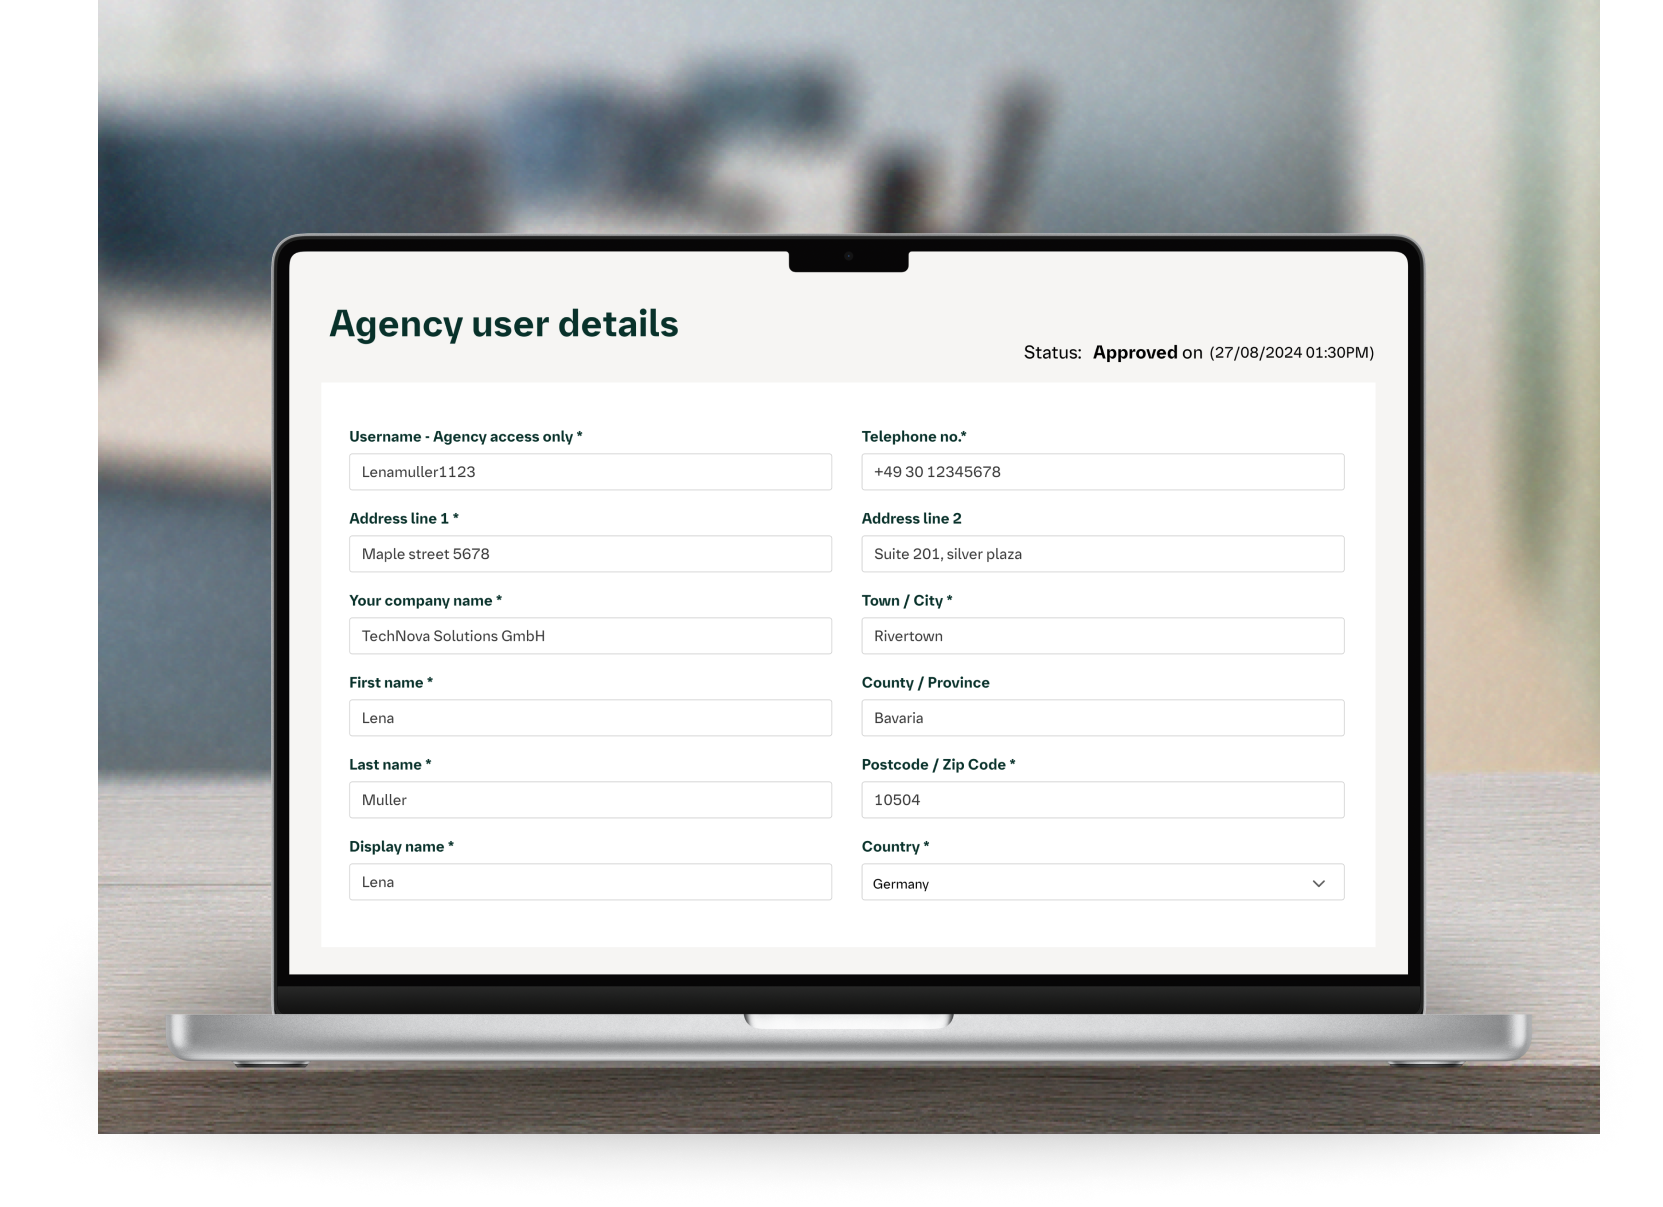 Agency user details
Status: Approved on (27/08/2024 01:30PM)
Username - Agency access only *
Lenamuller1123
Telephone no.*
+49 30 12345678
Address line 1 *
Maple street 5678
Address line 2
Suite 201, silver plaza
Your company name *
TechNova Solutions GmbH
Town / City *
Rivertown
First name *
Lena
County / Province
Bavaria
Last name *
Muller
Postcode / Zip Code *
10504
Display name *
Lena
Country *
Germany